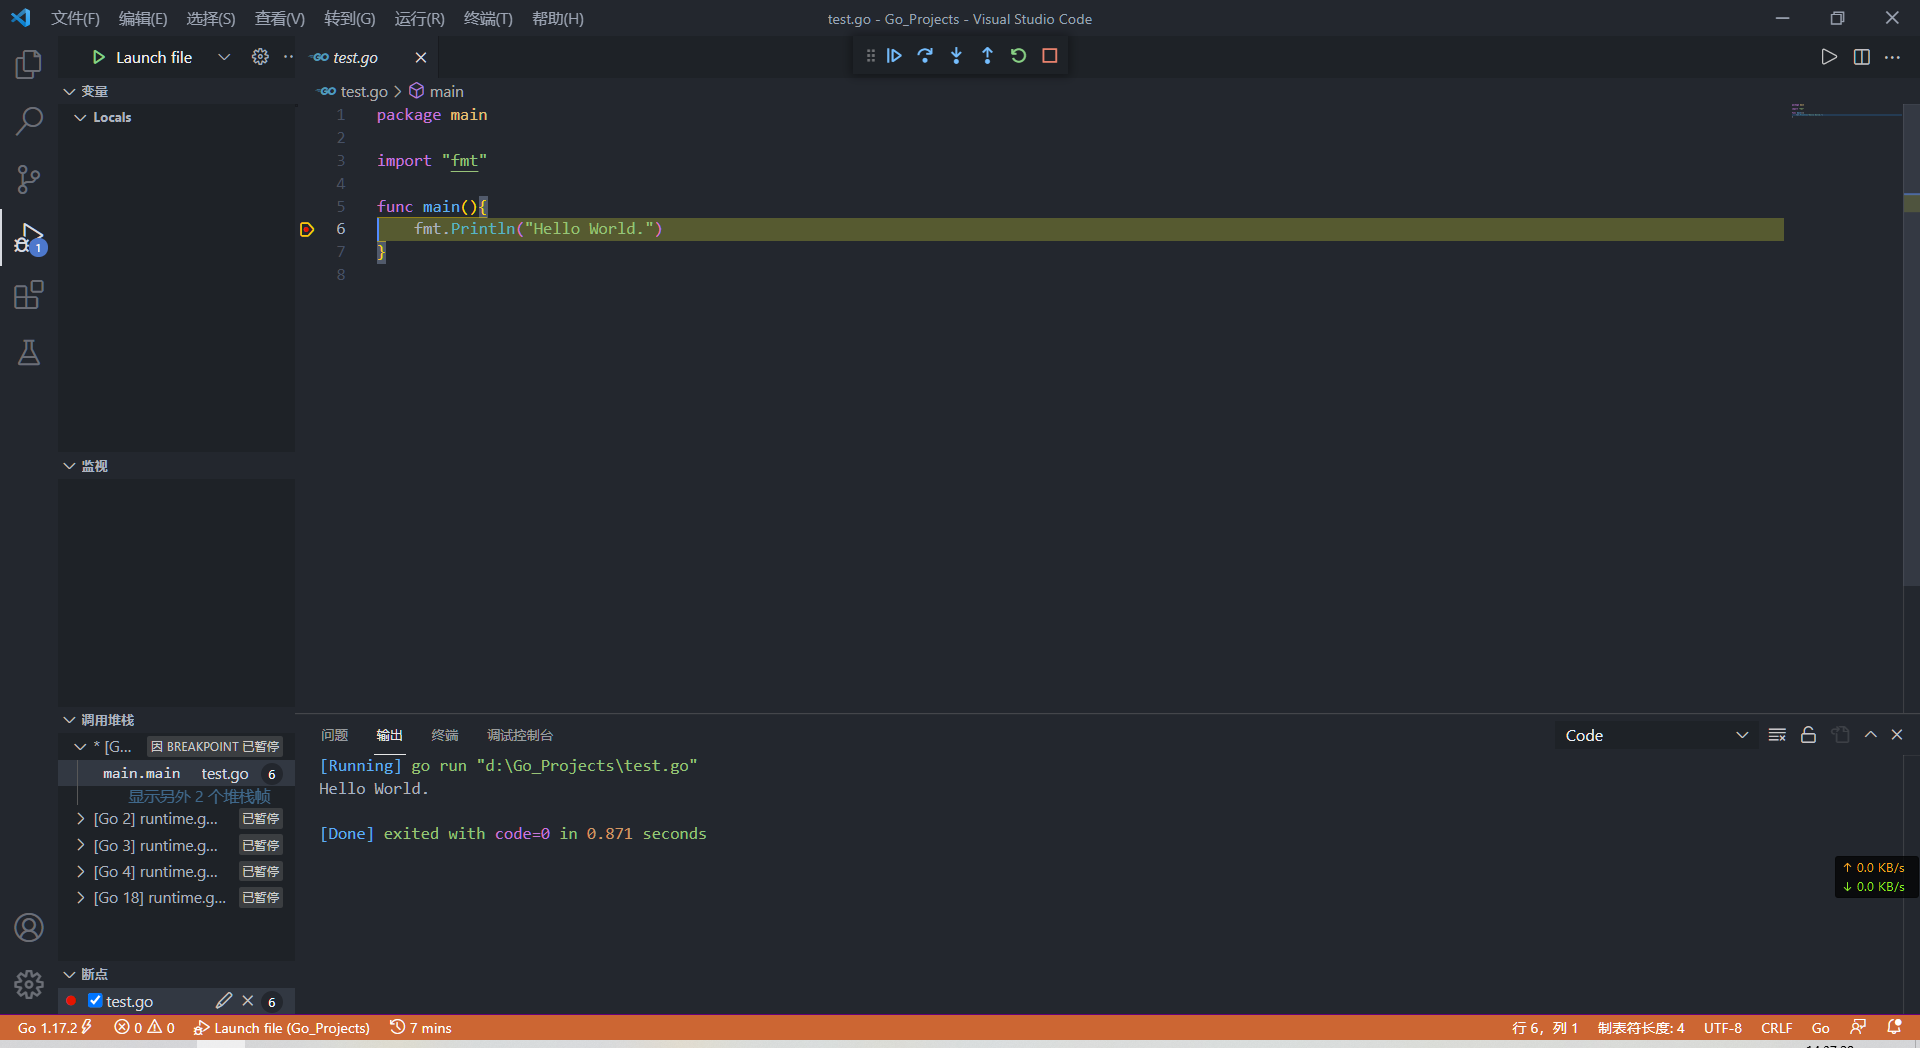 文件(F) 编辑(E) 选择(S) 查看(V) 转到(G) 运行(R) 终端(T) 帮助(H)
test.go - Go_Projects - Visual Studio Code
Launch file
test.go
变量
Locals
test.go > main
1 package main
2
3 import "fmt"
4
5 func main(){
6 fmt.Println("Hello World.")
7 }
8
1
监视
调用堆栈
* [G... 因 BREAKPOINT 已暂停
main.main test.go 6
显示另外 2 个堆栈帧
[Go 2] runtime.g... 已暂停
[Go 3] runtime.g... 已暂停
[Go 4] runtime.g... 已暂停
[Go 18] runtime.g... 已暂停
断点
test.go 6
问题 输出 终端 调试控制台
Code
[Running] go run "d:\Go_Projects\test.go"
Hello World.
[Done] exited with code=0 in 0.871 seconds
↑ 0.0 KB/s
↓ 0.0 KB/s
Go 1.17.2 0 0 Launch file (Go_Projects) 7 mins
行 6，列 1 制表符长度: 4 UTF-8 CRLF Go